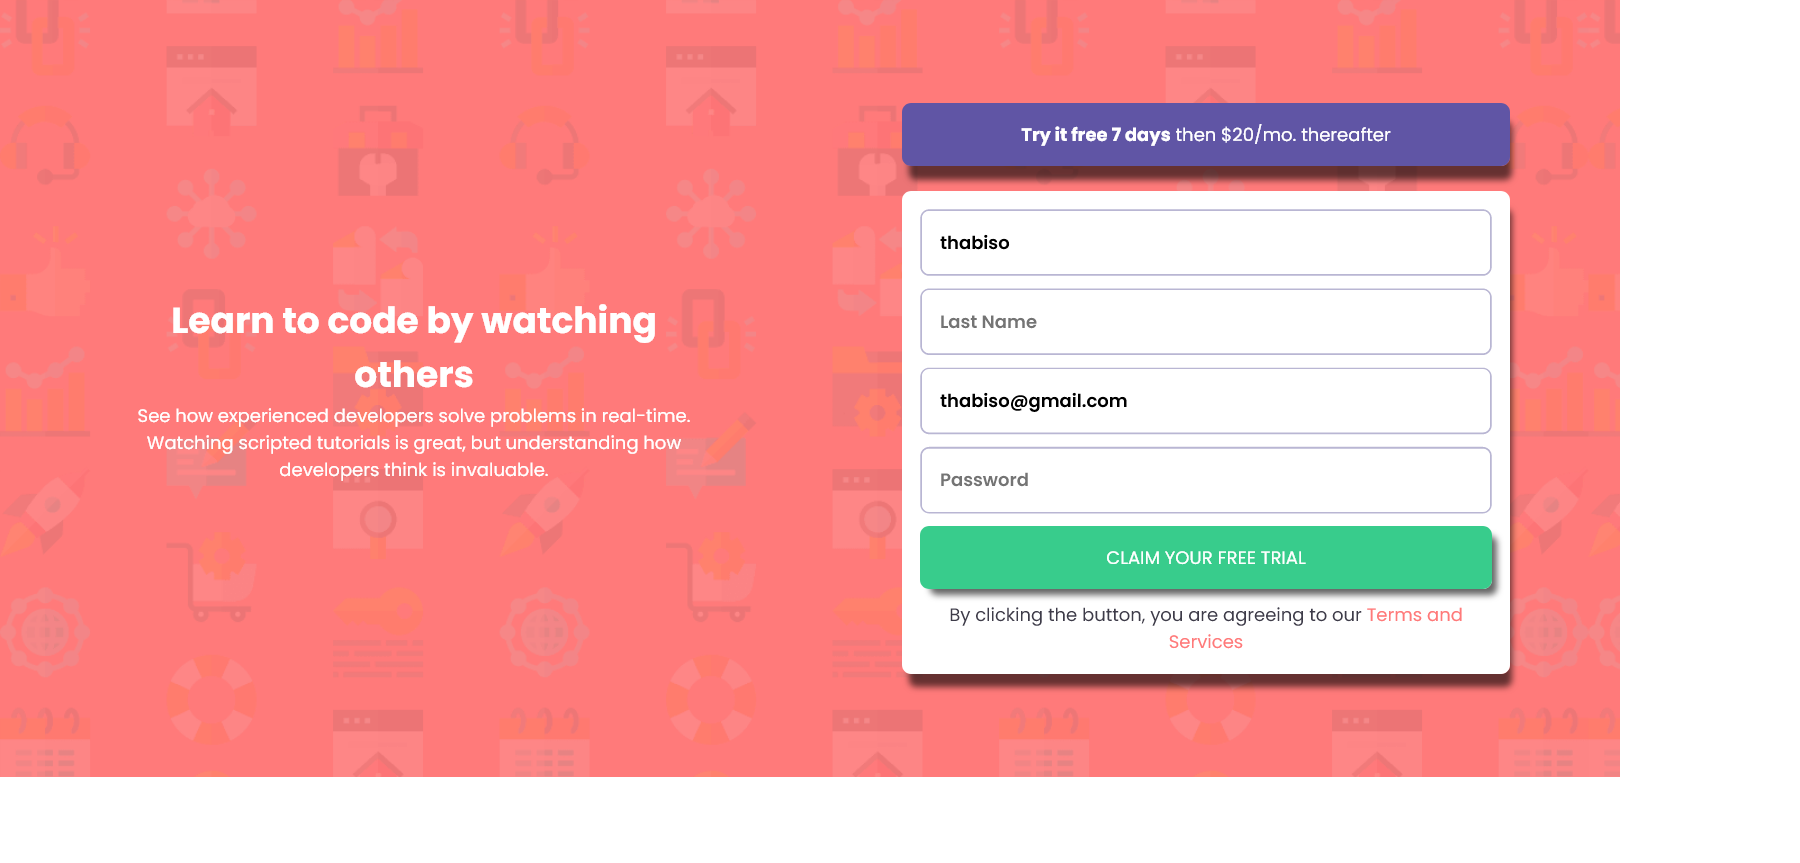 Learn to code by watching
others
See how experienced developers solve problems in real-time.
Watching scripted tutorials is great, but understanding how
developers think is invaluable.
Try it free 7 days then $20/mo. thereafter
thabiso
Last Name
thabiso@gmail.com
Password
CLAIM YOUR FREE TRIAL
By clicking the button, you are agreeing to our Terms and
Services